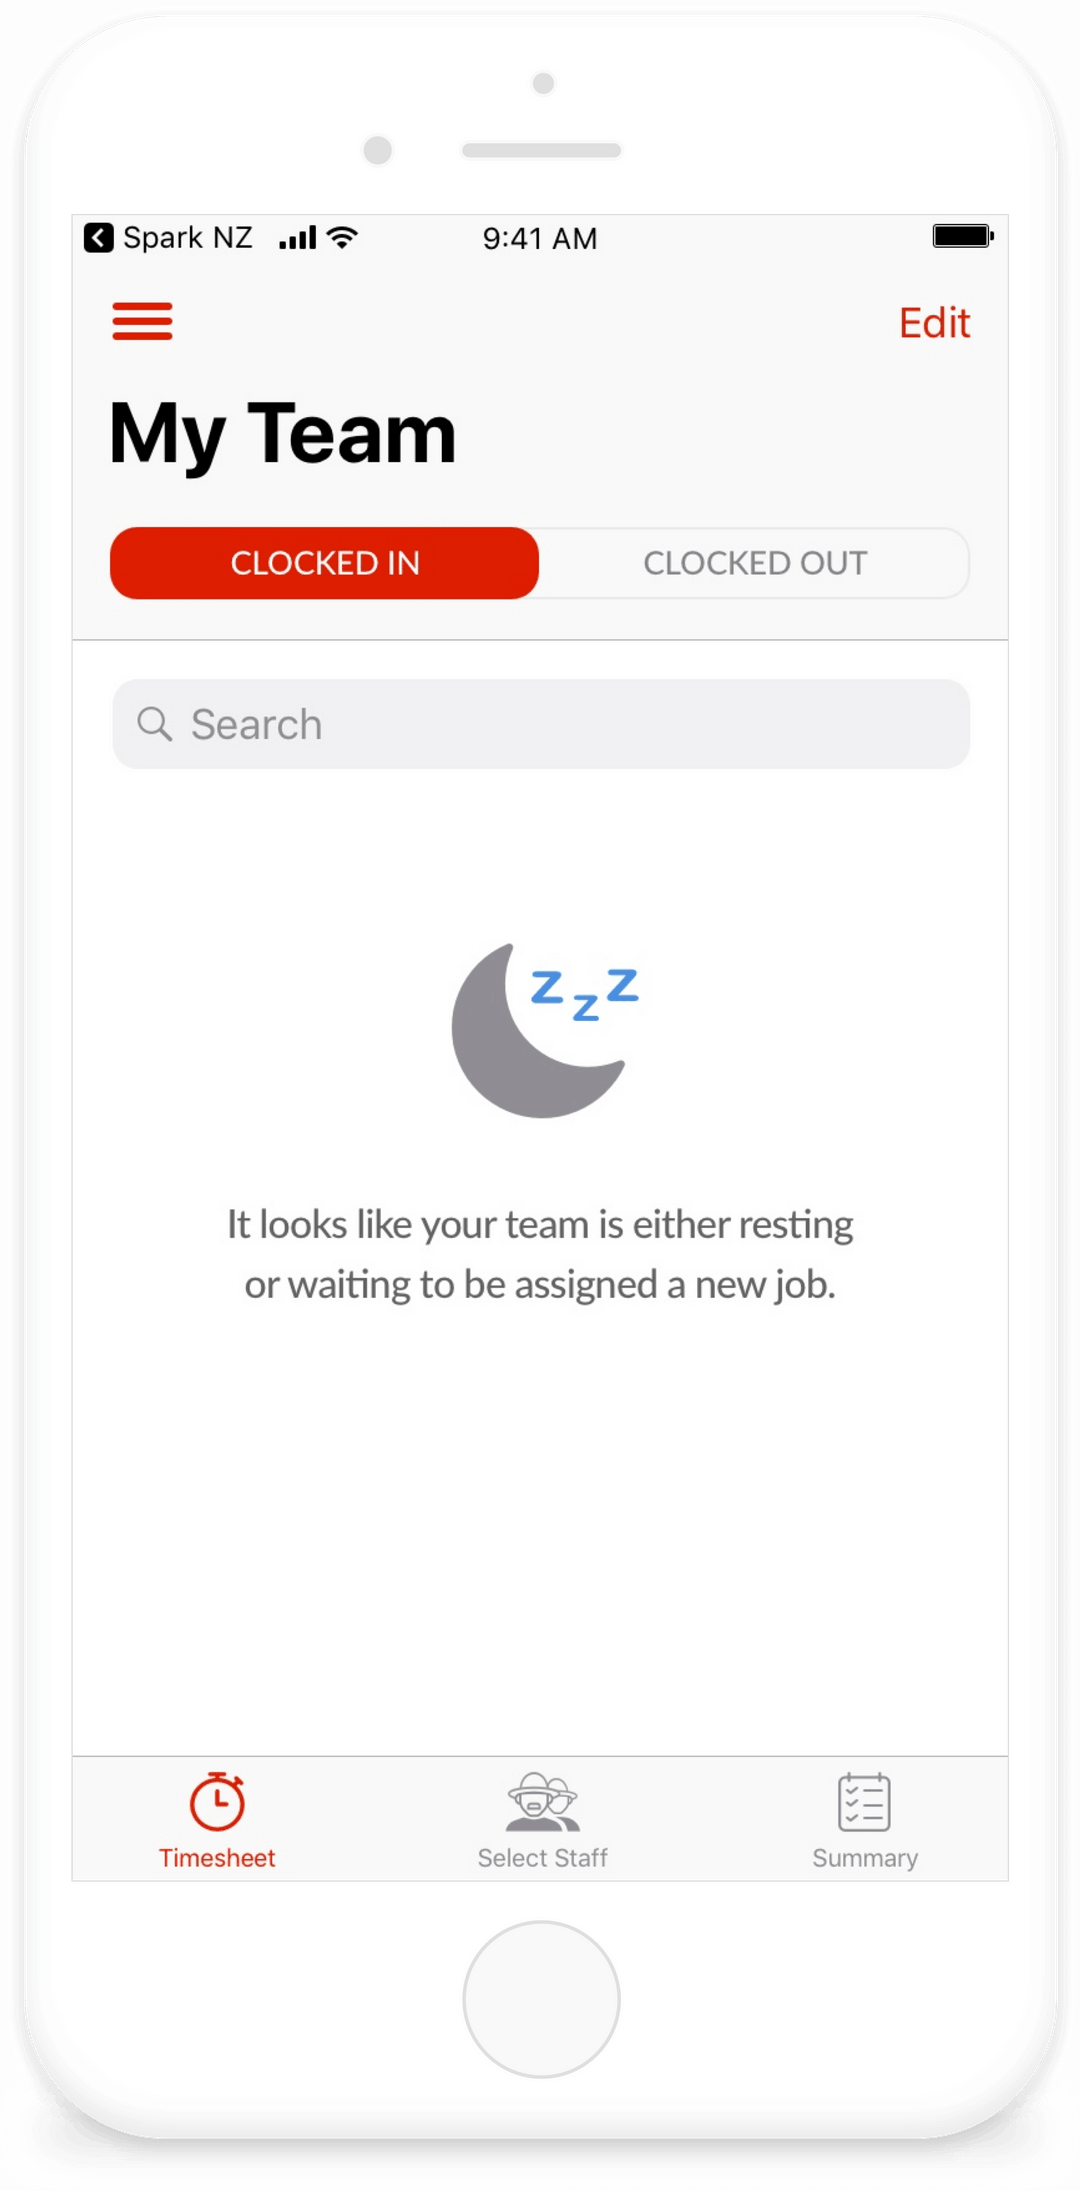 Spark NZ 9:41 AM
Edit
My Team
CLOCKED IN CLOCKED OUT
Search
z z z
It looks like your team is either resting
or waiting to be assigned a new job.
Timesheet Select Staff Summary